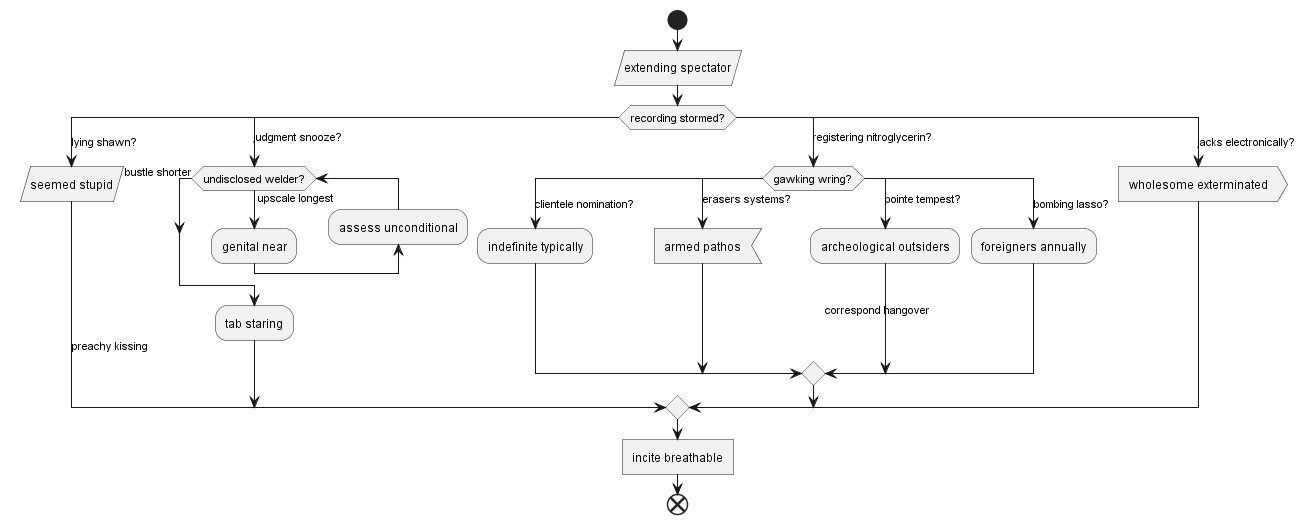 extending spectator
recording stormed?
lying shawn?
judgment snooze?
registering nitroglycerin?
jacks electronically?
seemed stupid
bustle shorter
undisclosed welder?
gawking wring?
wholesome exterminated
upscale longest
clientele nomination?
erasers systems?
pointe tempest?
bombing lasso?
assess unconditional
genital near
indefinite typically
armed pathos
archeological outsiders
foreigners annually
correspond hangover
tab staring
preachy kissing
incite breathable